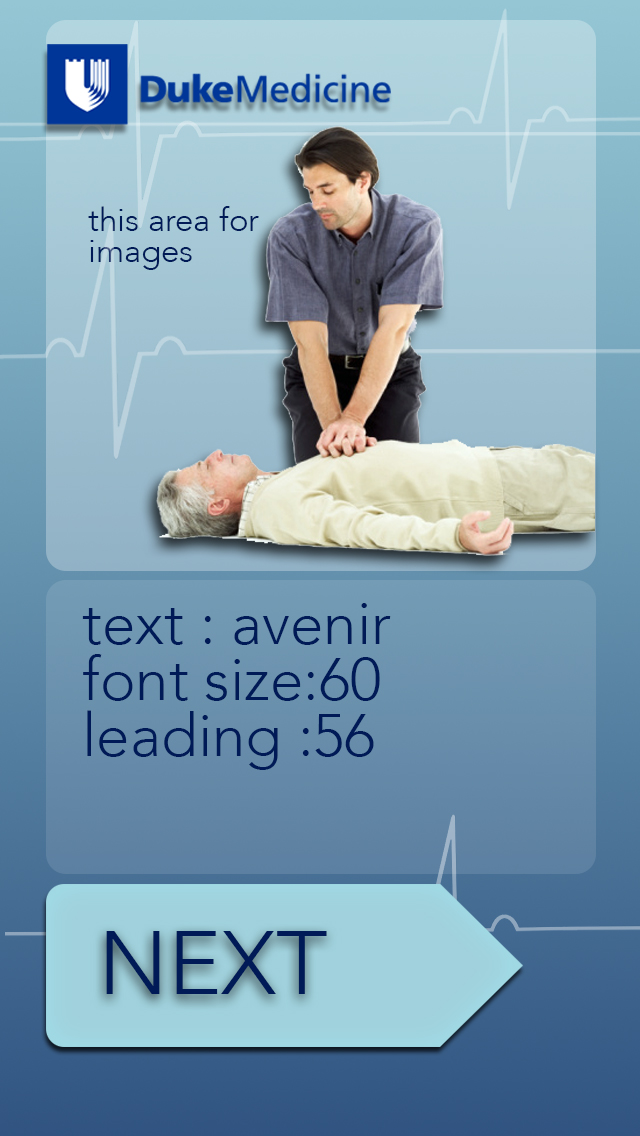 DukeMedicine
this area for
images
text : avenir
font size:60
leading :56
NEXT